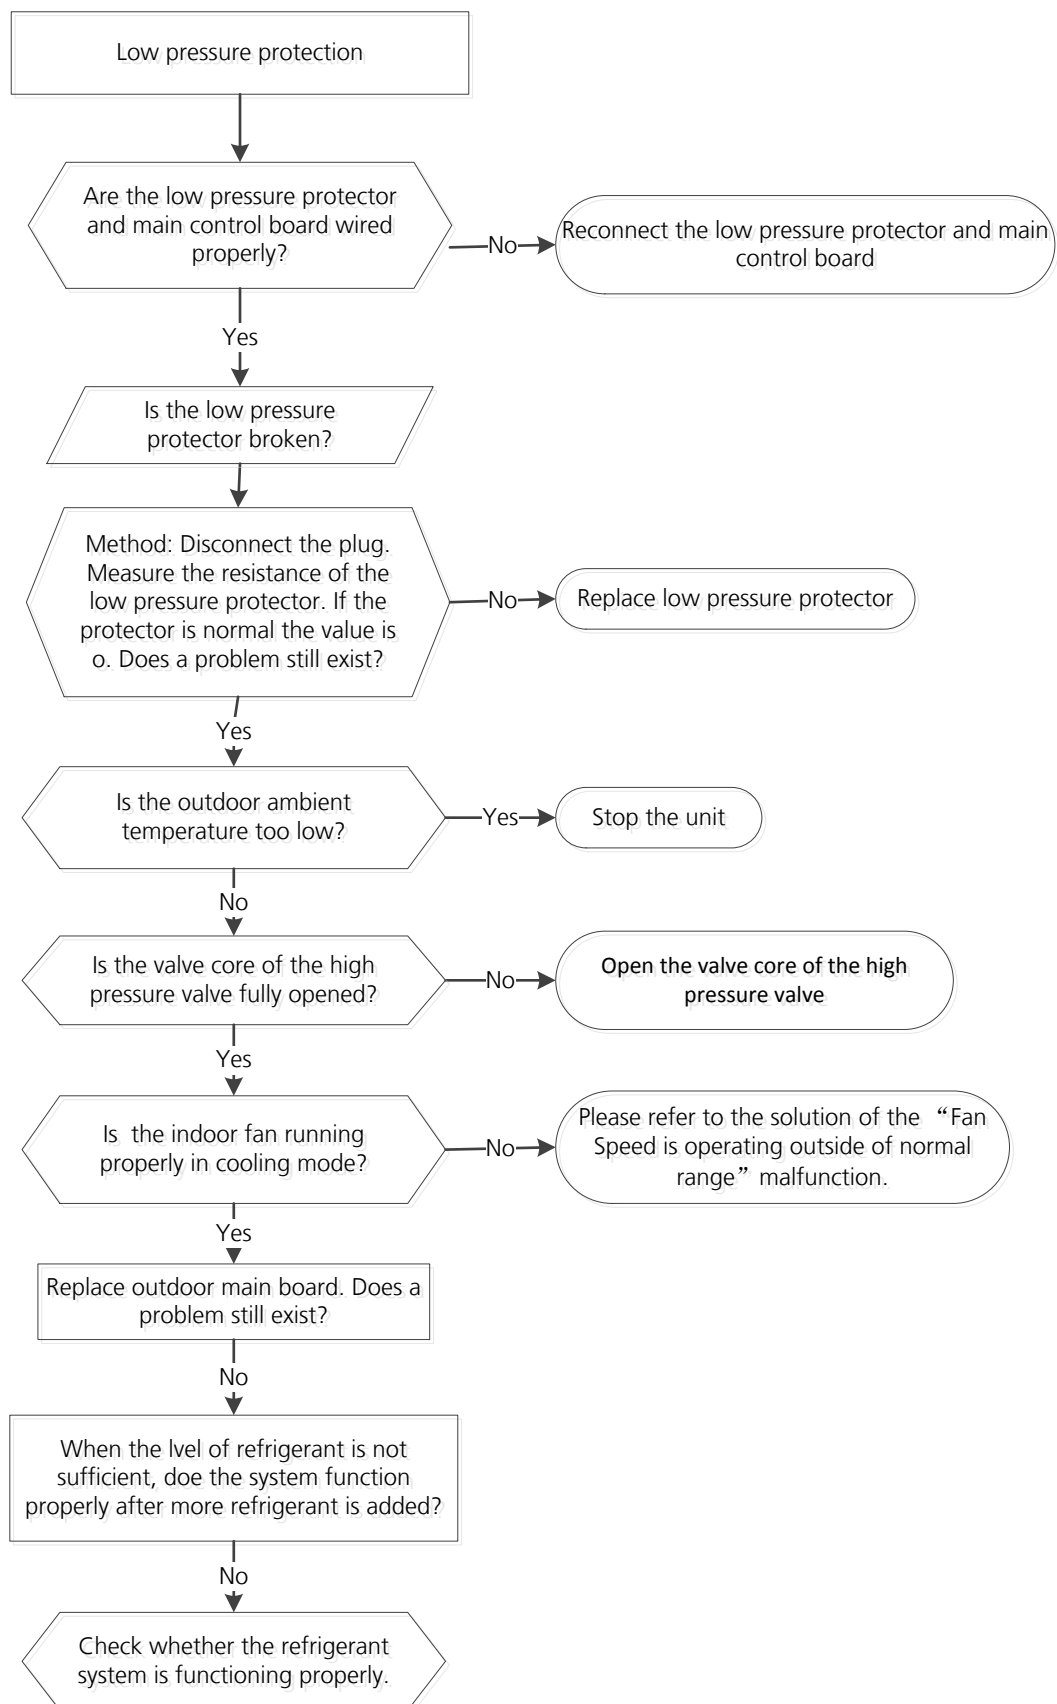 Low pressure protection
Are the low pressure protector
and main control board wired
properly?
No
Reconnect the low pressure protector and main
control board
Yes
Is the low pressure
protector broken?
Method: Disconnect the plug.
Measure the resistance of the
low pressure protector. If the
protector is normal the value is
o. Does a problem still exist?
No
Replace low pressure protector
Yes
Is the outdoor ambient
temperature too low?
Yes
Stop the unit
No
Is the valve core of the high
pressure valve fully opened?
No
Open the valve core of the high
pressure valve
Yes
Is the indoor fan running
properly in cooling mode?
No
Please refer to the solution of the “Fan
Speed is operating outside of normal
range” malfunction.
Yes
Replace outdoor main board. Does a
problem still exist?
No
When the lvel of refrigerant is not
sufficient, doe the system function
properly after more refrigerant is added?
No
Check whether the refrigerant
system is functioning properly.